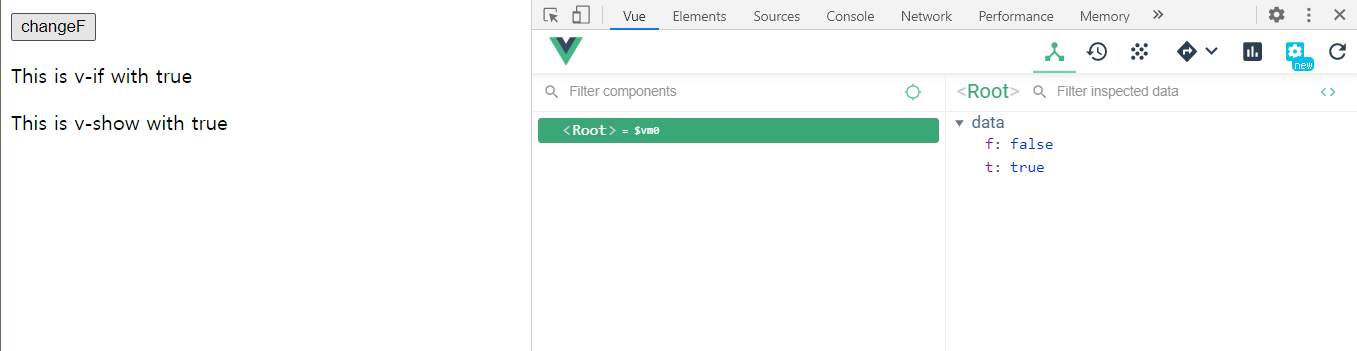 changeF
This is v-if with true
This is v-show with true
Vue Elements Sources Console Network Performance Memory »
new
Filter components
<Root> = $vm0
<Root> Filter inspected data <>
data
f: false
t: true